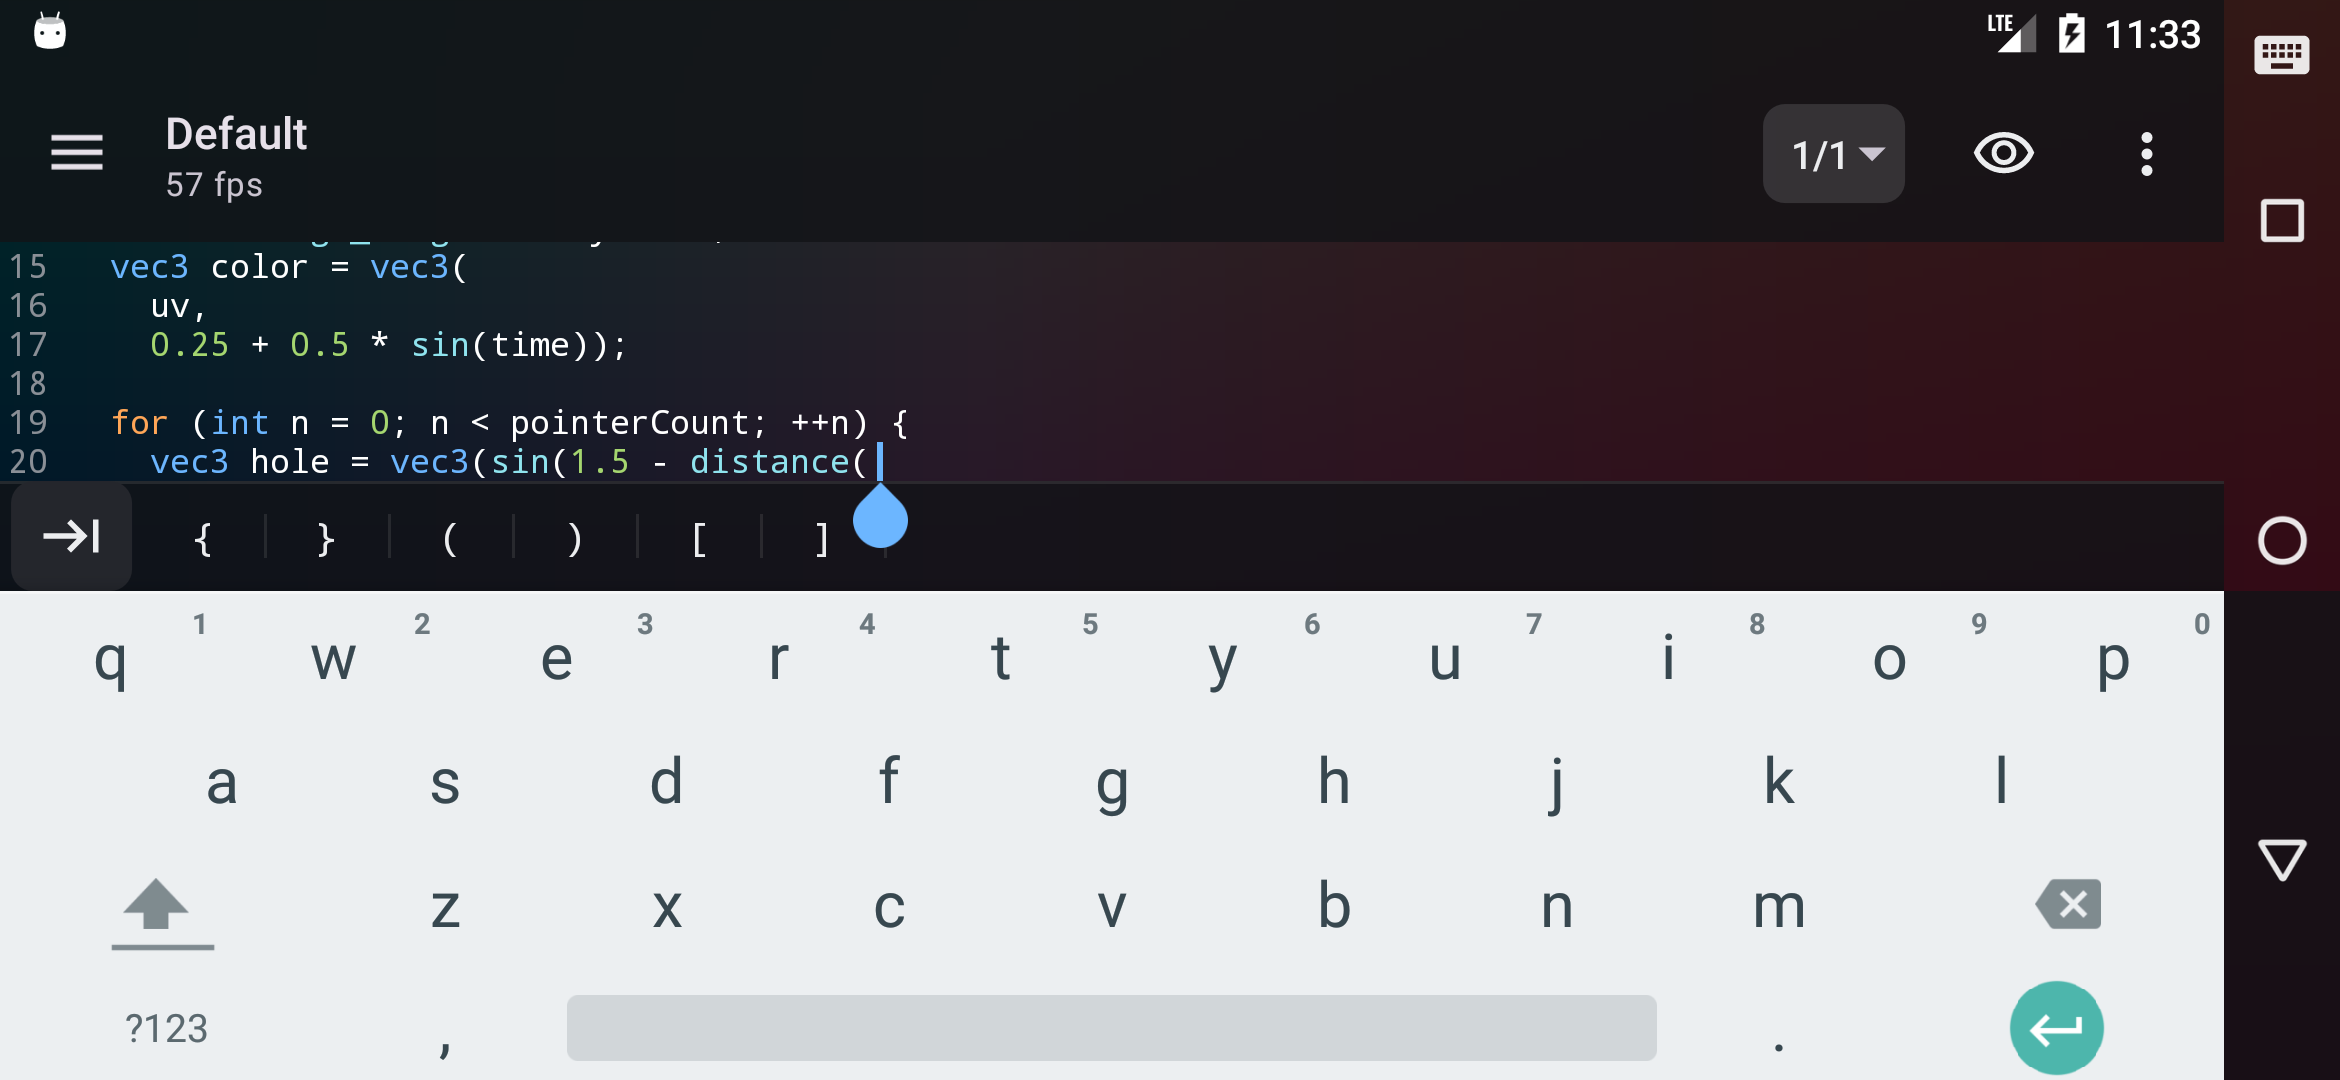 LTE 11:33
Default
57 fps
1/1
15 vec3 color = vec3(
16 uv,
17 0.25 + 0.5 * sin(time));
18
19 for (int n = 0; n < pointerCount; ++n) {
20 vec3 hole = vec3(sin(1.5 - distance(
{ } ( ) [ ]
1 2 3 4 5 6 7 8 9 0
q w e r t y u i o p
a s d f g h j k l
z x c v b n m
?123 , .